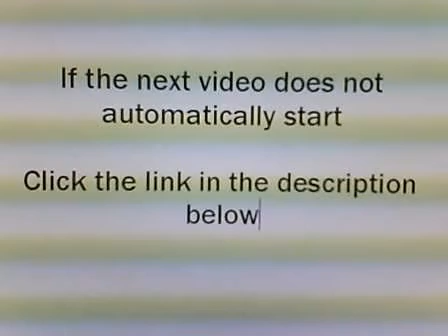 If the next video does not
automatically start
Click the link in the description
below